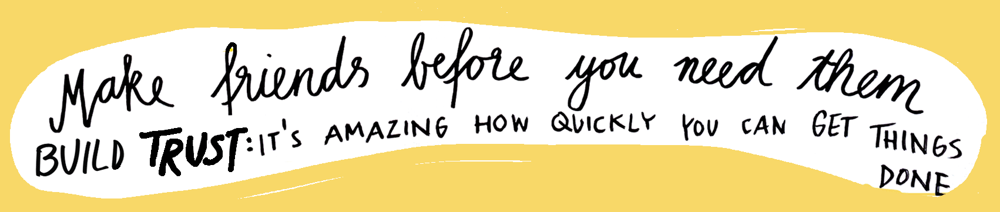 Make friends before you need them
BUILD TRUST: IT'S AMAZING HOW QUICKLY YOU CAN GET THINGS
DONE